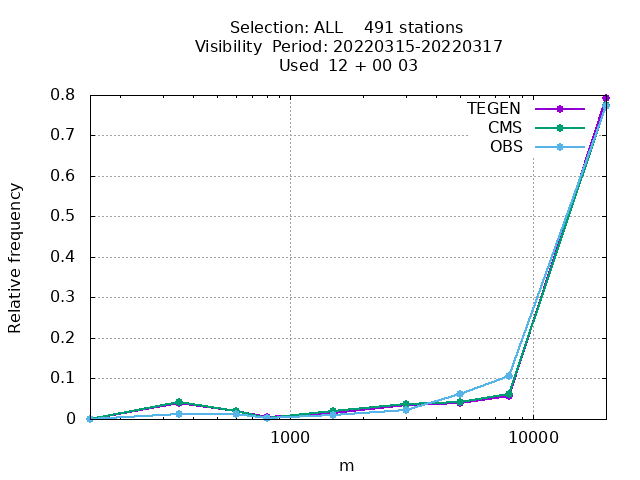 Selection: ALL    491 stations
Visibility  Period: 20220315-20220317
Used  12 + 00 03
TEGEN
CMS
OBS
0.8
0.7
0.6
0.5
0.4
0.3
0.2
0.1
0
Relative frequency
1000
10000
m